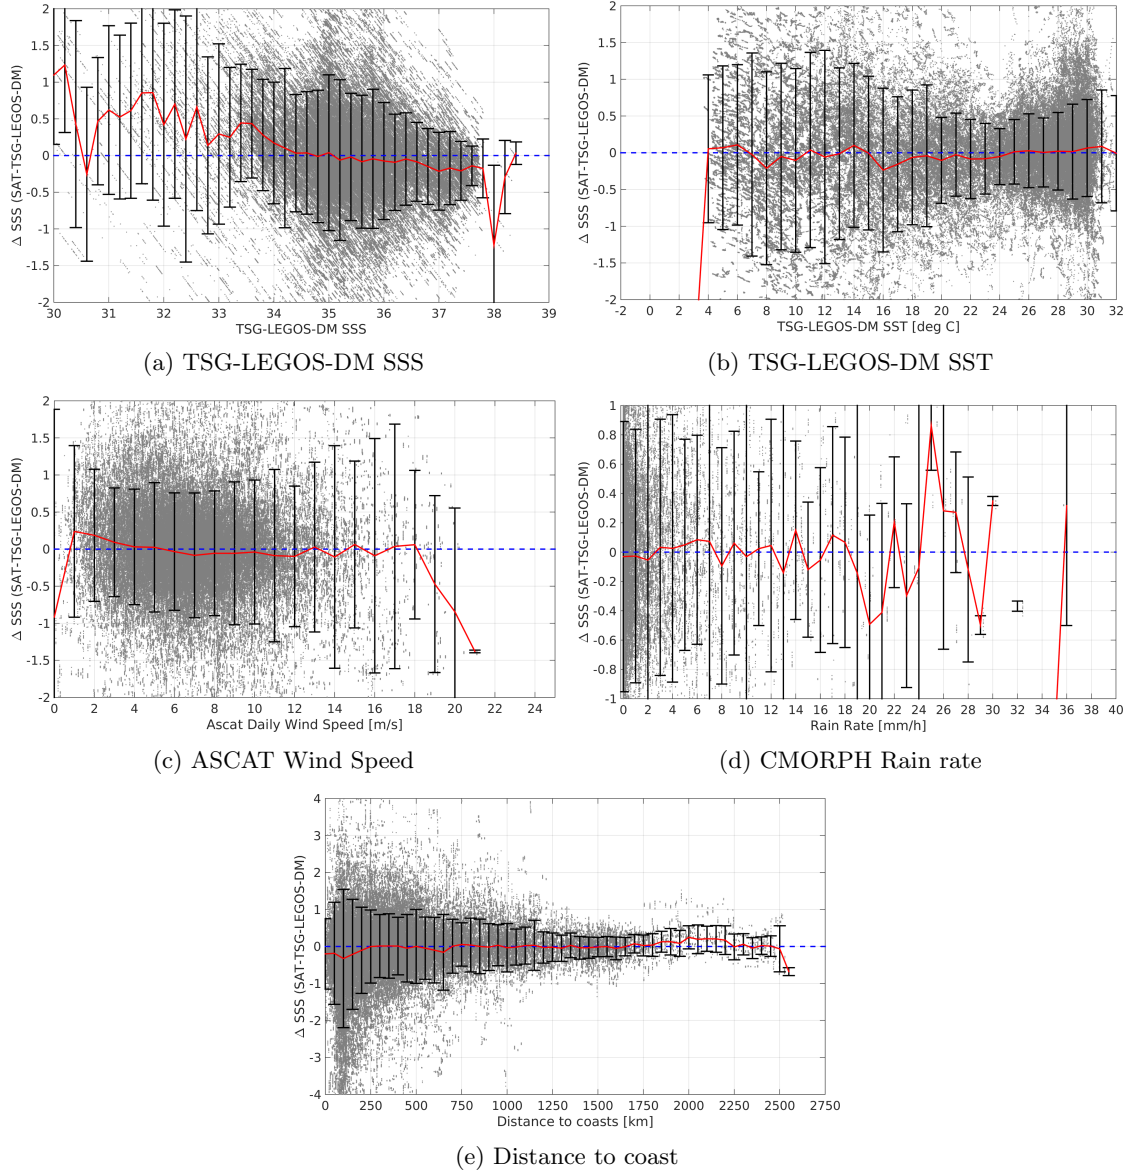 2
1.5
1
0.5
0
-0.5
-1
-1.5
-2
Δ SSS (SAT-TSG-LEGOS-DM)
30 31 32 33 34 35 36 37 38 39
TSG-LEGOS-DM SSS
(a) TSG-LEGOS-DM SSS
2
1.5
1
0.5
0
-0.5
-1
-1.5
-2
Δ SSS (SAT-TSG-LEGOS-DM)
-2 0 2 4 6 8 10 12 14 16 18 20 22 24 26 28 30 32
TSG-LEGOS-DM SST [deg C]
(b) TSG-LEGOS-DM SST
2
1.5
1
0.5
0
-0.5
-1
-1.5
-2
Δ SSS (SAT-TSG-LEGOS-DM)
0 2 4 6 8 10 12 14 16 18 20 22 24
Ascat Daily Wind Speed [m/s]
(c) ASCAT Wind Speed
1
0.8
0.6
0.4
0.2
0
-0.2
-0.4
-0.6
-0.8
-1
Δ SSS (SAT-TSG-LEGOS-DM)
0 2 4 6 8 10 12 14 16 18 20 22 24 26 28 30 32 34 36 38 40
Rain Rate [mm/h]
(d) CMORPH Rain rate
4
3
2
1
0
-1
-2
-3
-4
Δ SSS (SAT-TSG-LEGOS-DM)
0 250 500 750 1000 1250 1500 1750 2000 2250 2500 2750
Distance to coasts [km]
(e) Distance to coast